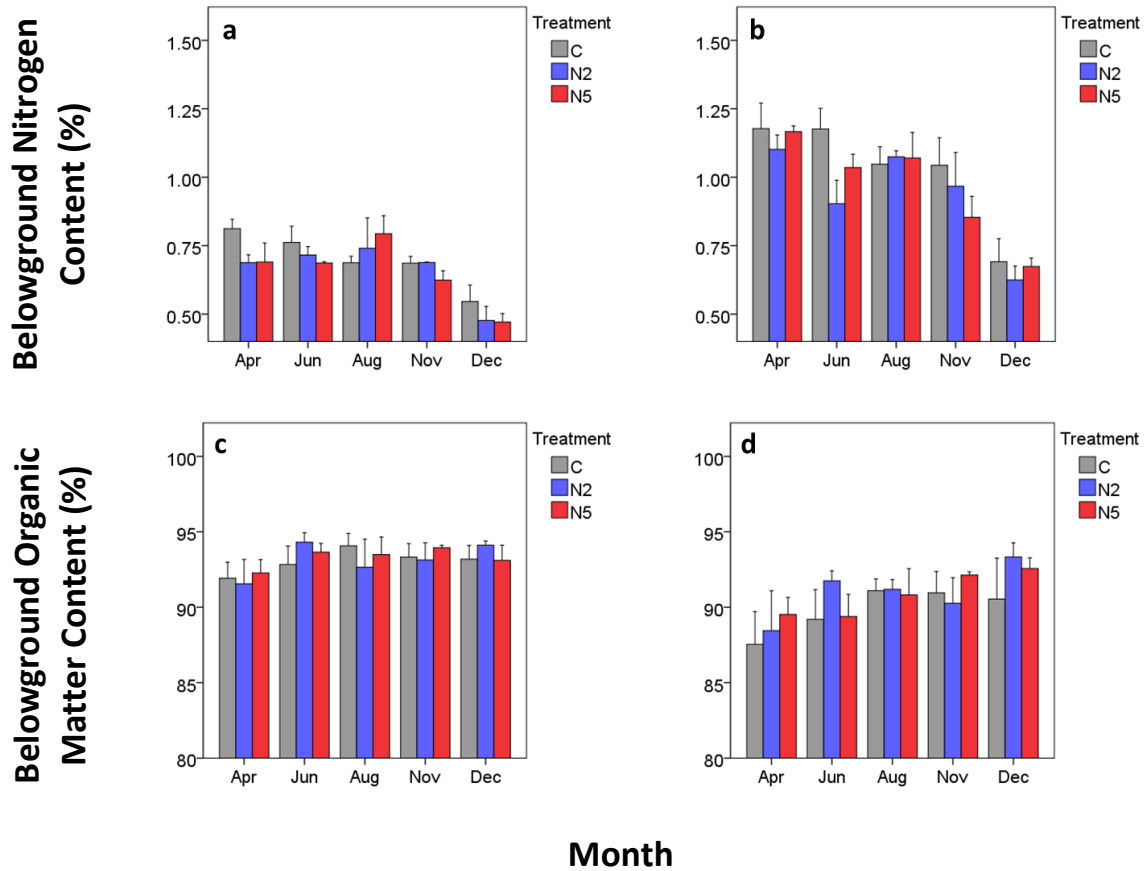 Belowground Nitrogen
Content (%)
a
1.50
1.25
1.00
0.75
0.50
Apr Jun Aug Nov Dec
Treatment
C
N2
N5
b
1.50
1.25
1.00
0.75
0.50
Apr Jun Aug Nov Dec
Treatment
C
N2
N5
Belowground Organic
Matter Content (%)
c
100
95
90
85
80
Apr Jun Aug Nov Dec
Treatment
C
N2
N5
d
100
95
90
85
80
Apr Jun Aug Nov Dec
Treatment
C
N2
N5
Month